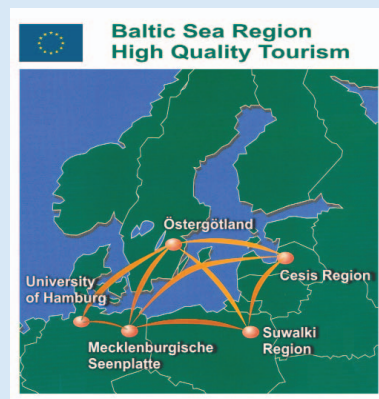 Baltic Sea Region
High Quality Tourism
Östergötland
Cesis Region
University
of Hamburg
Mecklenburgische
Seenplatte
Suwalki
Region